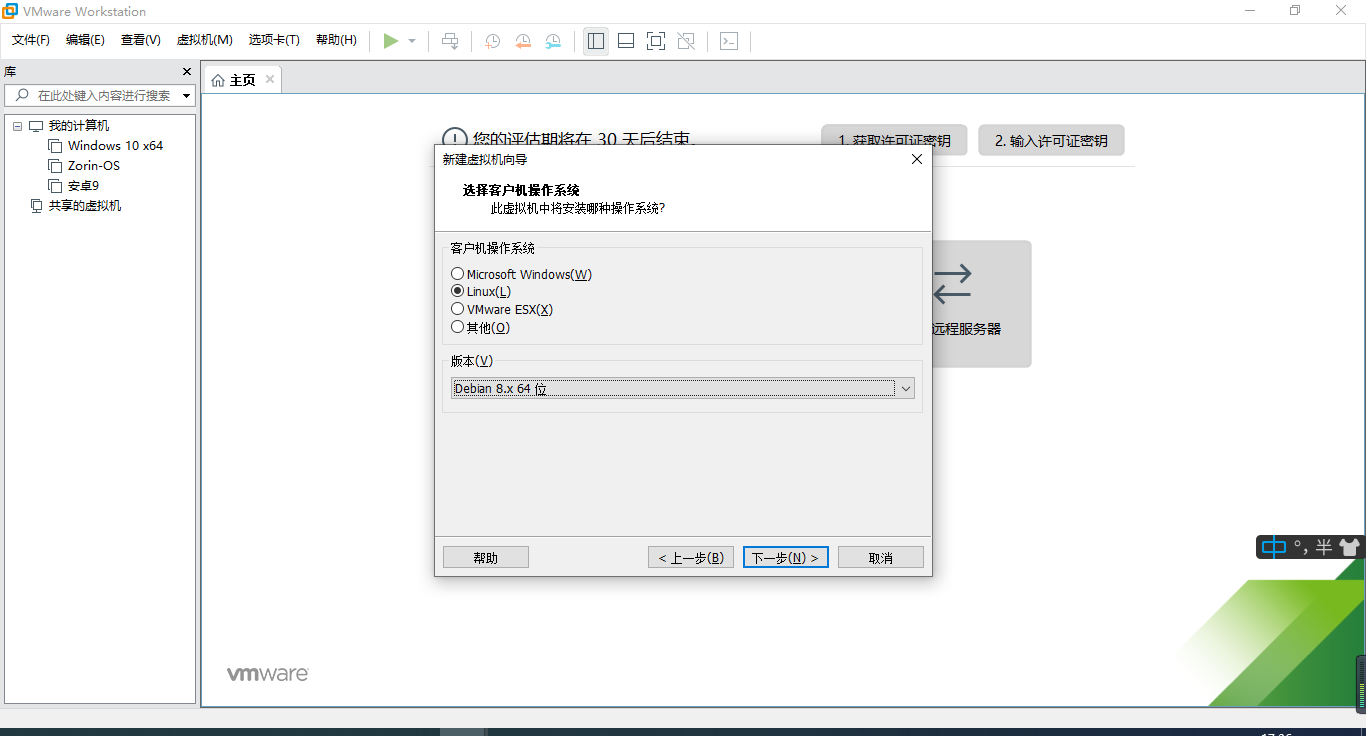 VMware Workstation
文件(F) 编辑(E) 查看(V) 虚拟机(M) 选项卡(T) 帮助(H)
库
在此处键入内容进行搜索
我的计算机
Windows 10 x64
Zorin-OS
安卓9
共享的虚拟机
主页
您的评估期将在 30 天后结束。
1. 获取许可证密钥
2. 输入许可证密钥
新建虚拟机向导
选择客户机操作系统
此虚拟机中将安装哪种操作系统?
客户机操作系统
Microsoft Windows(W)
Linux(L)
VMware ESX(X)
其他(O)
版本(V)
Debian 8.x 64 位
帮助
< 上一步(B)
下一步(N) >
取消
远程服务器
中 °, 半
vmware